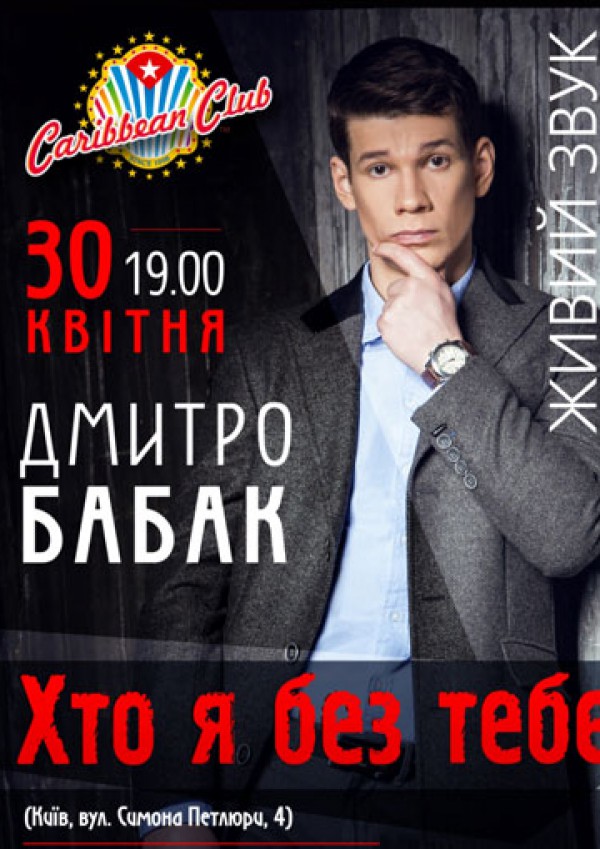 Caribbean Club
30
19.00
КВІТНЯ
ДМИТРО
БАБАК
ЖИВИЙ ЗВУК
Хто я без тебе
(Київ, вул. Симона Петлюри, 4)